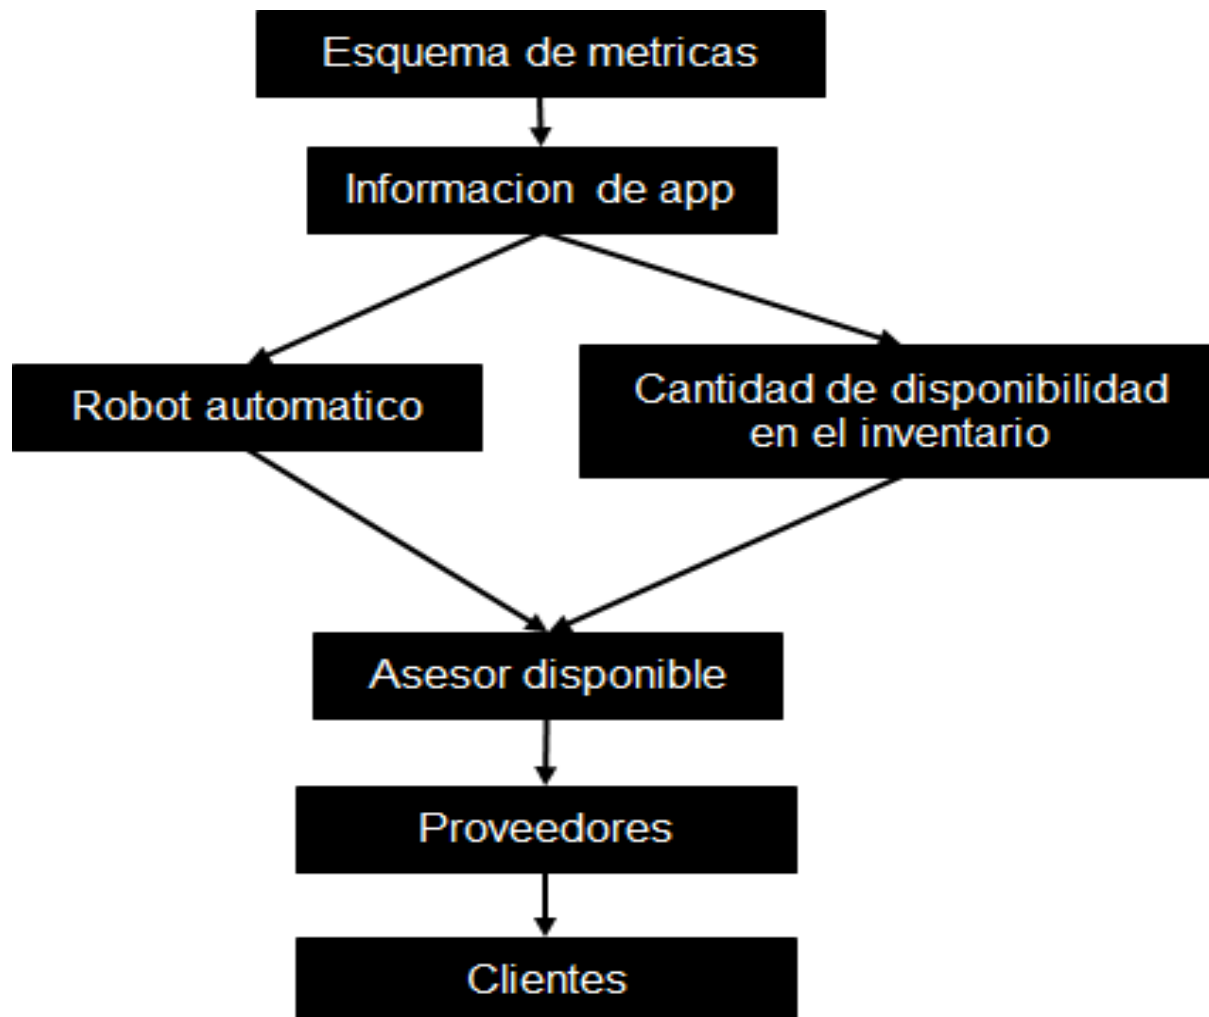 Esquema de metricas
Informacion  de app
Robot automatico
Cantidad de disponibilidad
en el inventario
Asesor disponible
Proveedores
Clientes